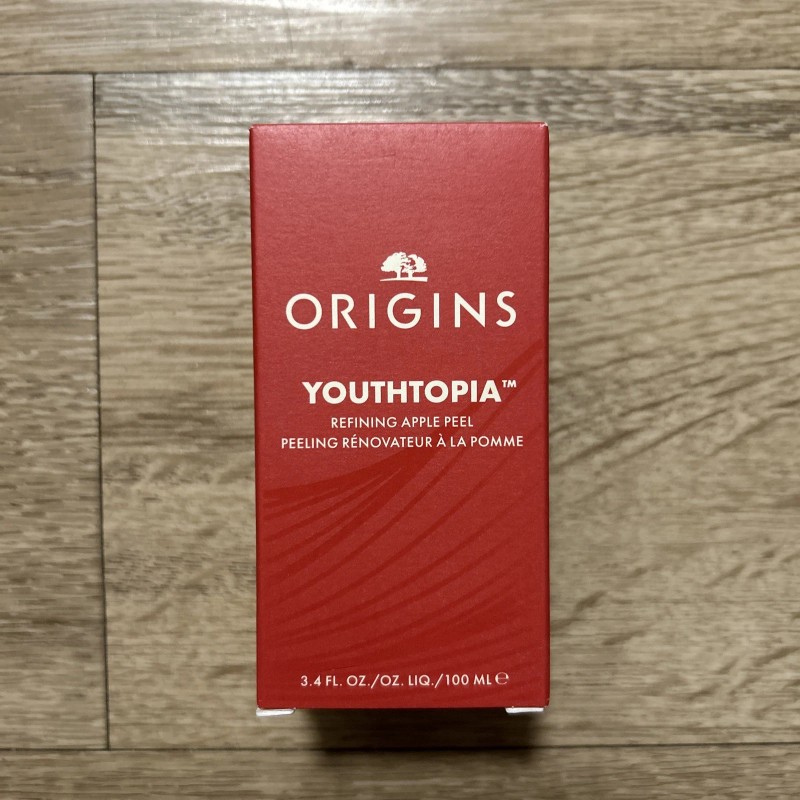 ORIGINS
YOUTHTOPIA™
REFINING APPLE PEEL
PEELING RÉNOVATEUR À LA POMME
3.4 FL. OZ./OZ. LIQ./100 ML ℮